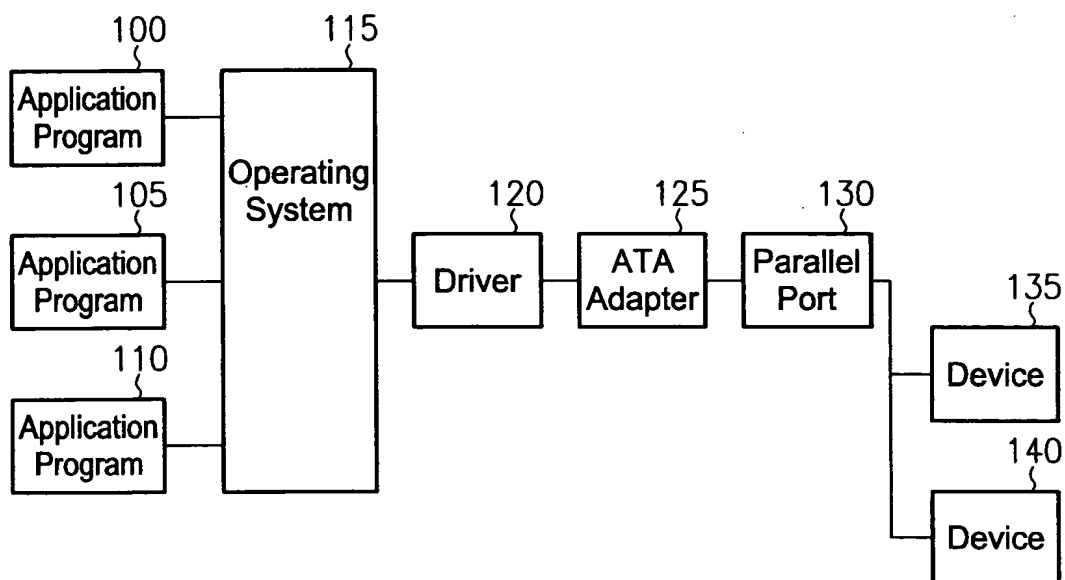 100
Application
Program
105
Application
Program
110
Application
Program
115
Operating
System
120
Driver
125
ATA
Adapter
130
Parallel
Port
135
Device
140
Device